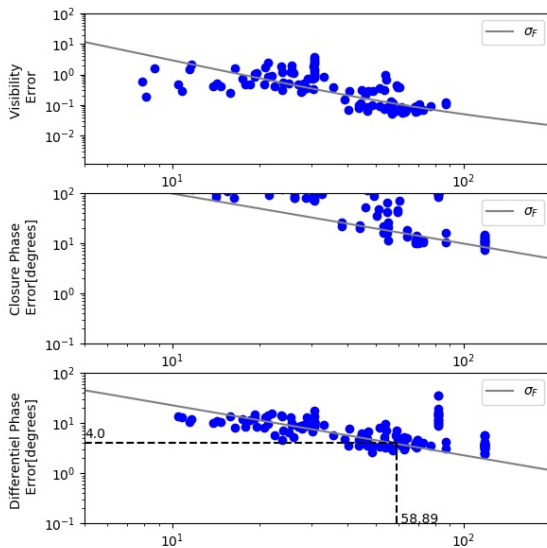 Visibility
Error
10²
10¹
10⁰
10⁻¹
10⁻²
σF
10¹
10²
Closure Phase
Error[degrees]
10²
10¹
10⁰
10⁻¹
σF
10¹
10²
Differentiel Phase
Error[degrees]
10²
10¹
10⁰
10⁻¹
σF
4.0
58,89
10¹
10²